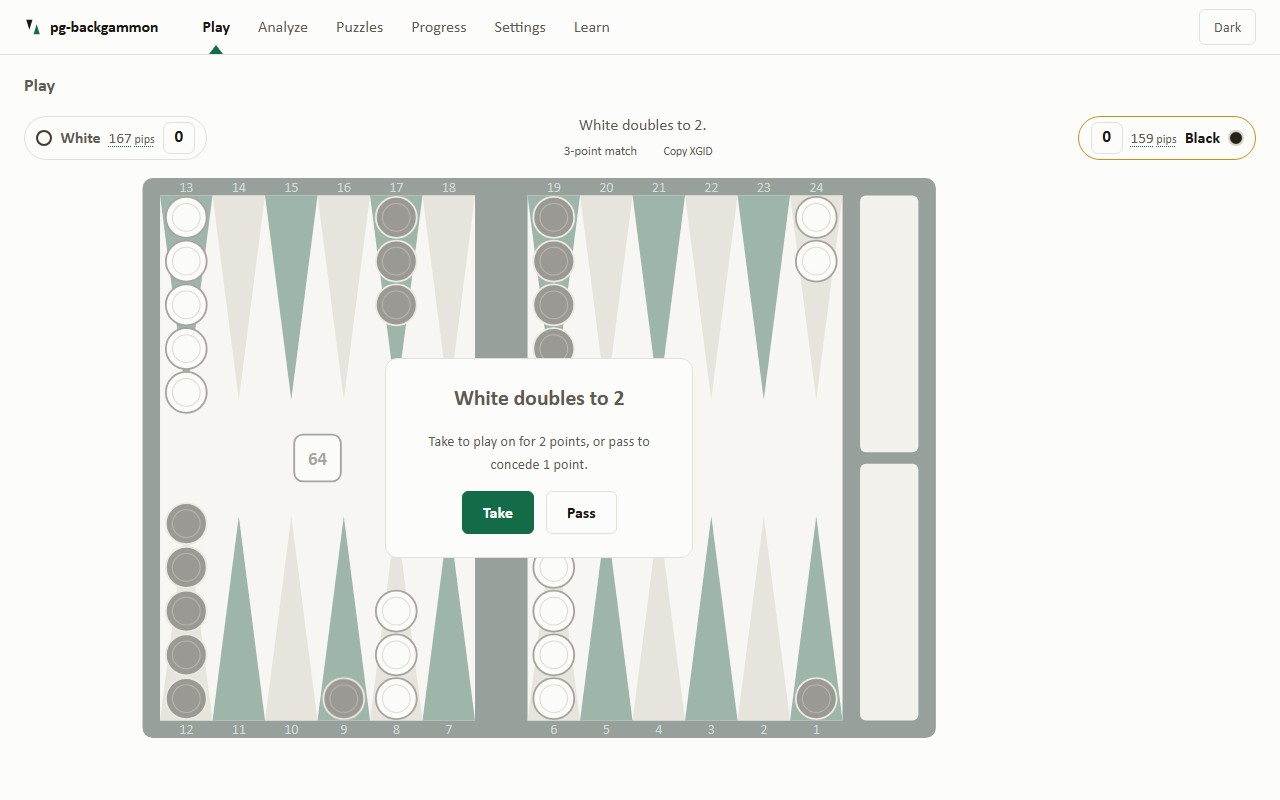 pg-backgammon Play Analyze Puzzles Progress Settings Learn Dark
Play
White 167 pips 0
White doubles to 2.
3-point match Copy XGID
0 159 pips Black
13 14 15 16 17 18 19 20 21 22 23 24
64
White doubles to 2
Take to play on for 2 points, or pass to
concede 1 point.
Take Pass
12 11 10 9 8 7 6 5 4 3 2 1